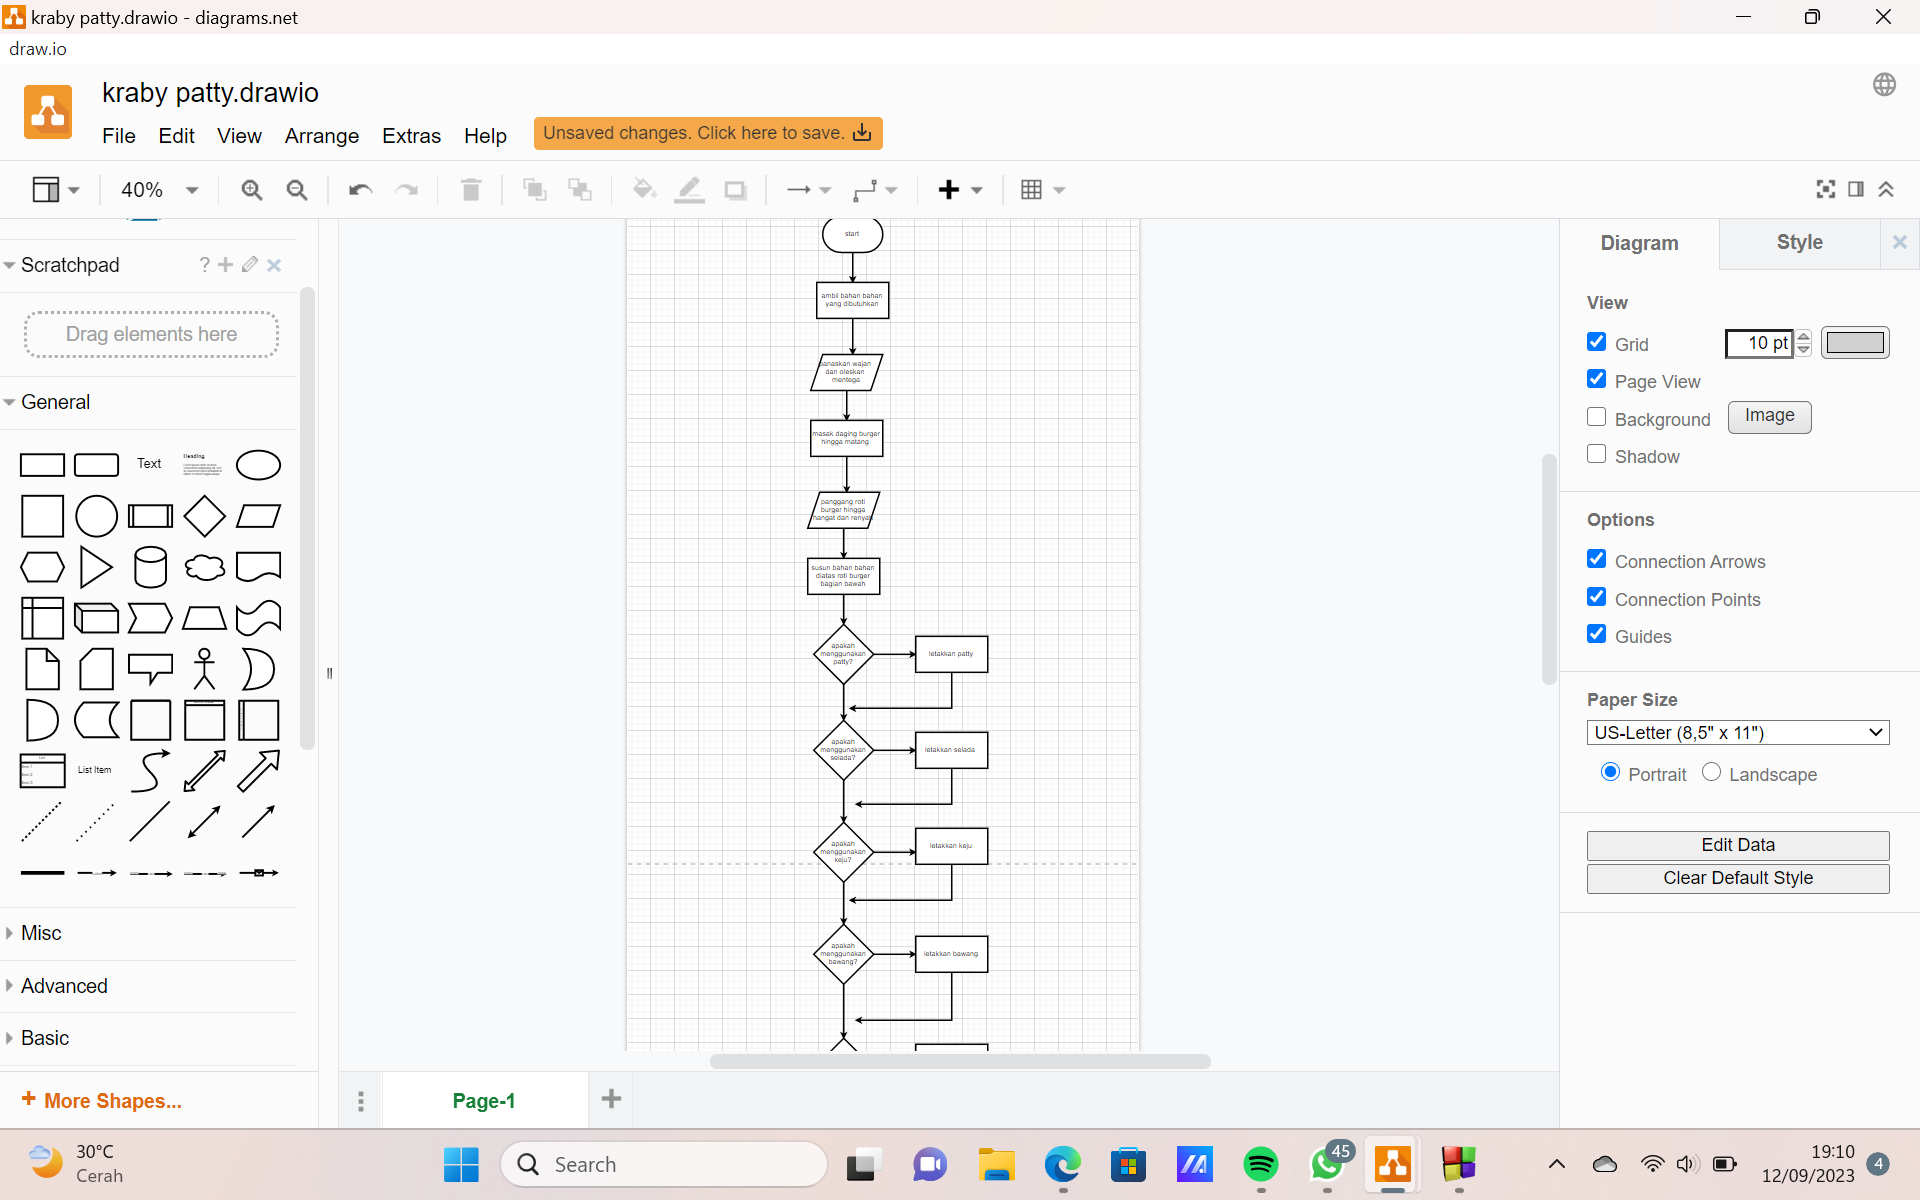 kraby patty.drawio - diagrams.net
draw.io
kraby patty.drawio
File Edit View Arrange Extras Help
Unsaved changes. Click here to save.
40%
Scratchpad
?
Drag elements here
General
Text
Heading
List Item
Misc
Advanced
Basic
+ More Shapes...
start
ambil bahan bahan
yang dibutuhkan
panaskan wajan
dan oleskan
mentega
masak daging burger
hingga matang
panggang roti
burger hingga
hangat dan renyah
susun bahan bahan
diatas roti burger
bagian bawah
apakah
menggunakan
patty?
letakkan patty
apakah
menggunakan
selada?
letakkan selada
apakah
menggunakan
keju?
letakkan keju
apakah
menggunakan
bawang?
letakkan bawang
Page-1
Diagram
Style
View
Grid
10 pt
Page View
Background
Image
Shadow
Options
Connection Arrows
Connection Points
Guides
Paper Size
US-Letter (8,5" x 11")
Portrait
Landscape
Edit Data
Clear Default Style
30°C
Cerah
Search
45
19:10
12/09/2023
4